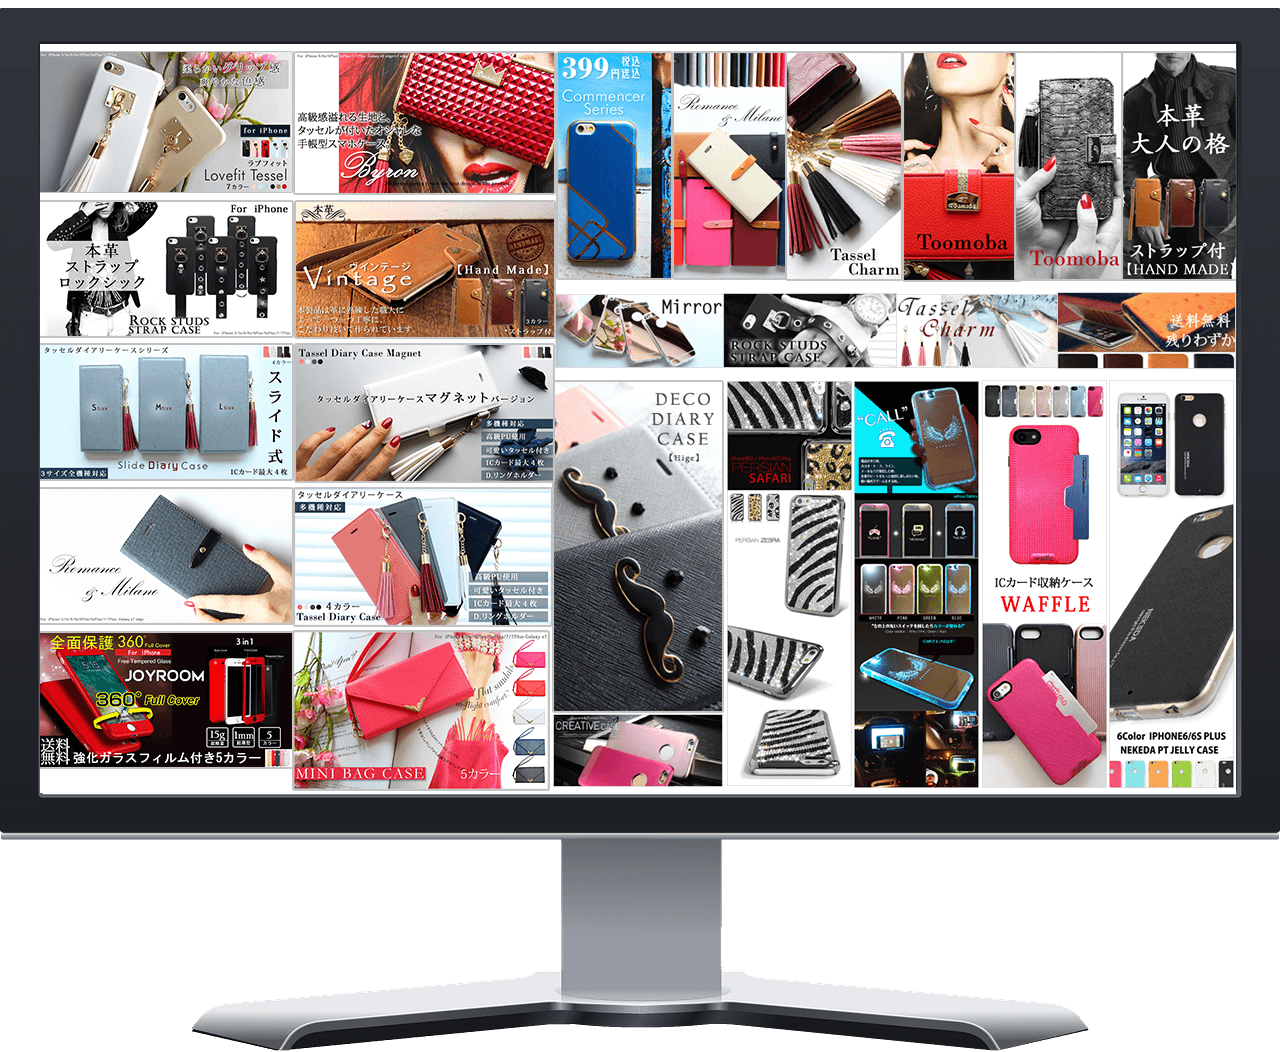 柔らかいグリップ感
爽やかな色感
for iPhone
ラブフィット
Lovefit Tessel
7カラー
高級感溢れる生地と、
タッセルが付いたオシャレな
手帳型スマホケース
Byron
399円
税込
送込
Commencer
Series
Romance
& Milano
Tassel
Charm
Toomoba
Toomoba
本革
大人の格
ストラップ付
【HAND MADE】
For iPhone
本革
ストラップ
ロックシック
ROCK STUDS
STRAP CASE
本革
ヴィンテージ
Vintage
HANDMADE
【Hand Made】
本製品は革に熟練した職人に
よって一つ一つ丁寧に、
こだわり抜いて作られています。
3カラー
*ストラップ付
Mirror
ROCK STUDS
STRAP CASE
Tassel
Charm
送料無料
残りわずか
タッセルダイアリーケースシリーズ
4カラー
スライド式
S Size
M Size
L Size
Slide Diary Case
3サイズ全機種対応
ICカード最大4枚
Tassel Diary Case Magnet
タッセルダイアリーケースマグネットバージョン
多機種対応
高級PU使用
可愛いタッセル付き
ICカード最大4枚
D.リングホルダー
DECO
DIARY
CASE
【Hige】
PERSIAN
SAFARI
PERSIAN ZEBRA
"CALL"
without Battery
WHITE
PINK
GREEN
BLUE
ICカード収納ケース
WAFFLE
Romance
& Milano
タッセルダイアリーケース
多機種対応
高級PU使用
可愛いタッセル付き
ICカード最大4枚
D.リングホルダー
4カラー
Tassel Diary Case
全面保護 360°Full Cover
For iPhone
Free Tempered Glass
JOYROOM
360° Full Cover
3 in 1
15g
1mm
5
カラー
送料
無料
強化ガラスフィルム付き5カラー
MINI BAG CASE
5カラー
CREATIVE CASE
6Color IPHONE6/6S PLUS
NEKEDA PT JELLY CASE